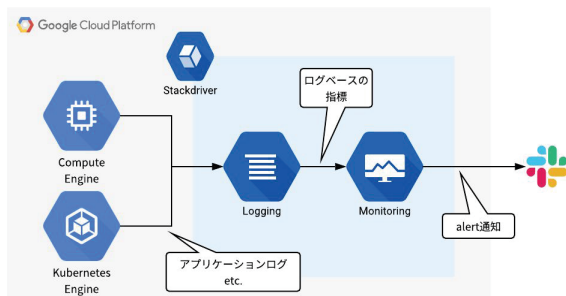 Google Cloud Platform
Stackdriver
ログベースの
指標
Compute
Engine
Logging
Monitoring
alert通知
アプリケーションログ
etc.
Kubernetes
Engine